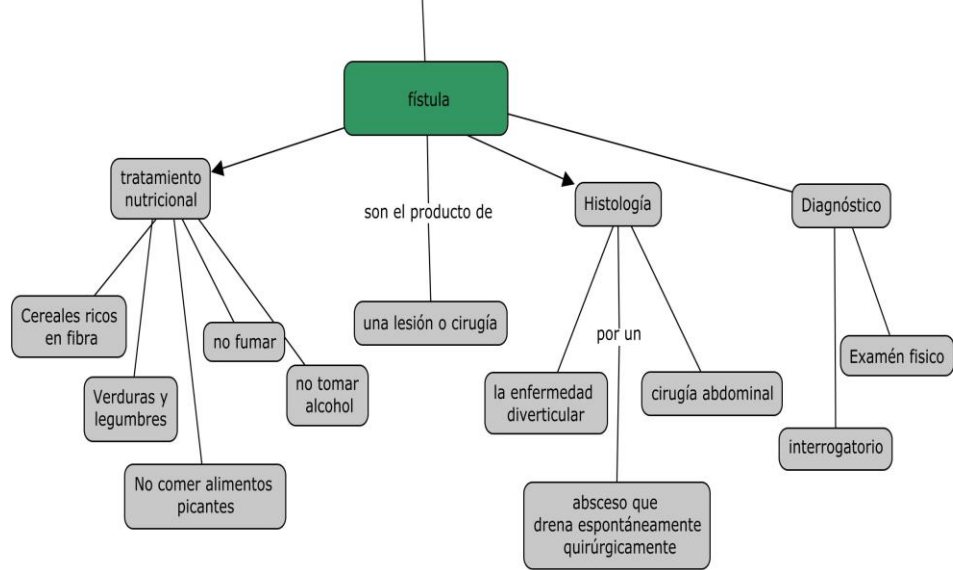 fístula
tratamiento
nutricional
son el producto de
Histología
Diagnóstico
Cereales ricos
en fibra
Verduras y
legumbres
No comer alimentos
picantes
no fumar
no tomar
alcohol
una lesión o cirugía
la enfermedad
diverticular
por un
absceso que
drena espontáneamente
quirúrgicamente
cirugía abdominal
interrogatorio
Examén fisico